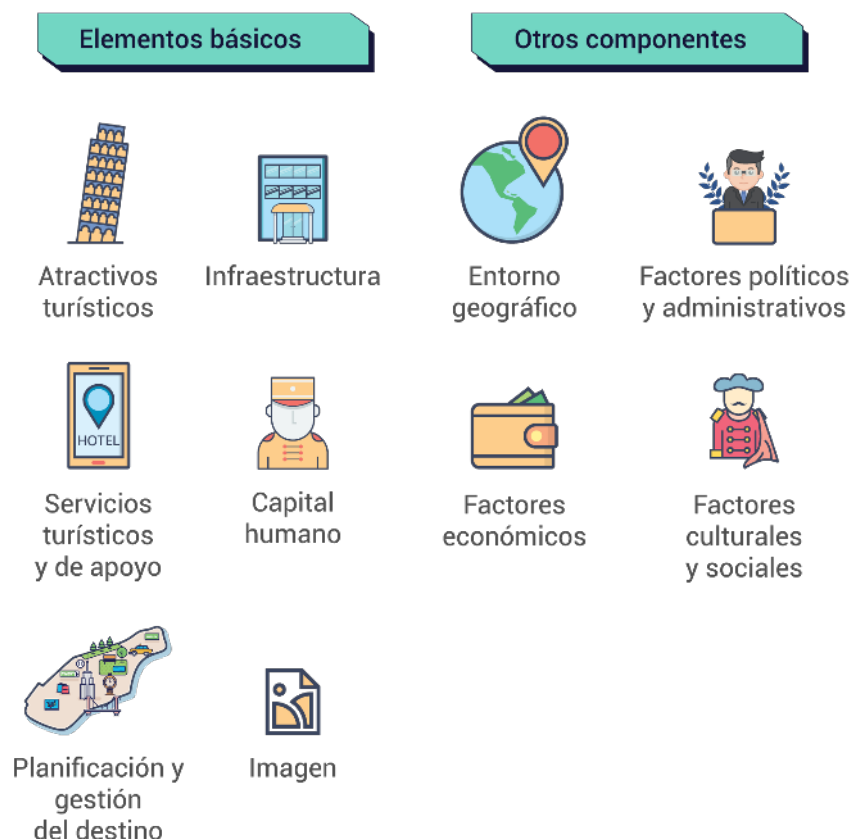 Elementos básicos
Otros componentes
Atractivos
turísticos
Infraestructura
Entorno
geográfico
Factores políticos
y administrativos
HOTEL
Servicios
turísticos
y de apoyo
Capital
humano
Factores
económicos
Factores
culturales
y sociales
Planificación y
gestión
del destino
Imagen